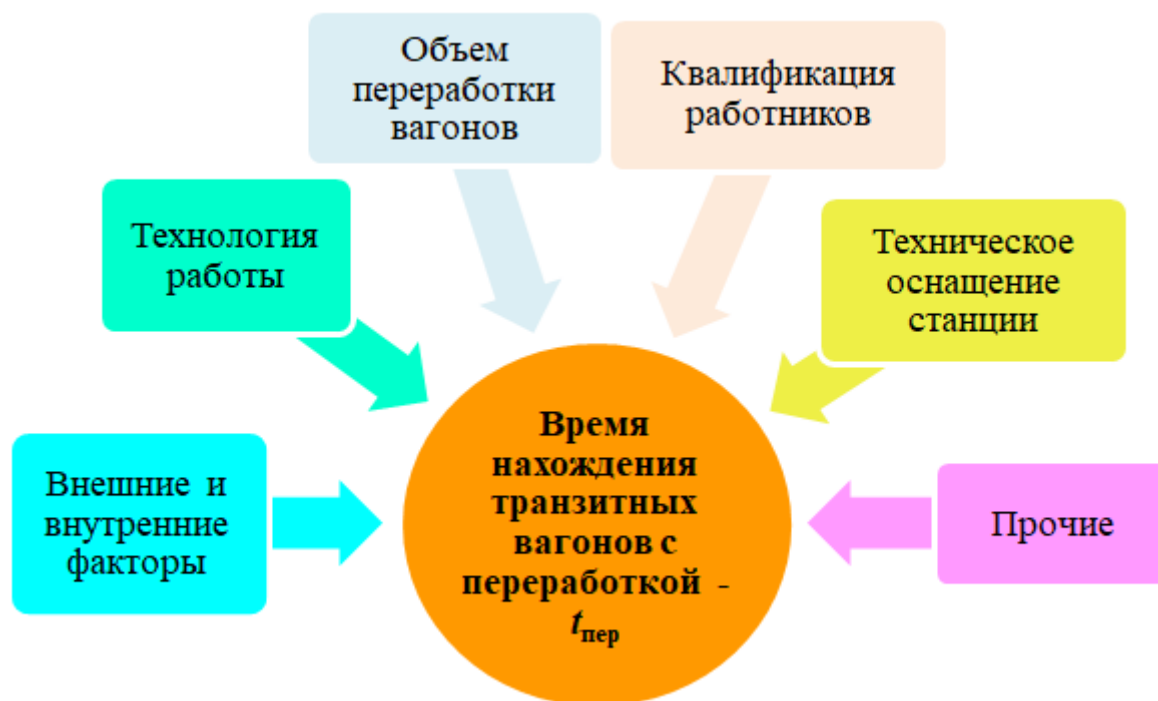 Объем
переработки
вагонов
Квалификация
работников
Технология
работы
Техническое
оснащение
станции
Внешние и
внутренние
факторы
Время
нахождения
транзитных
вагонов с
переработкой -
tпер
Прочие